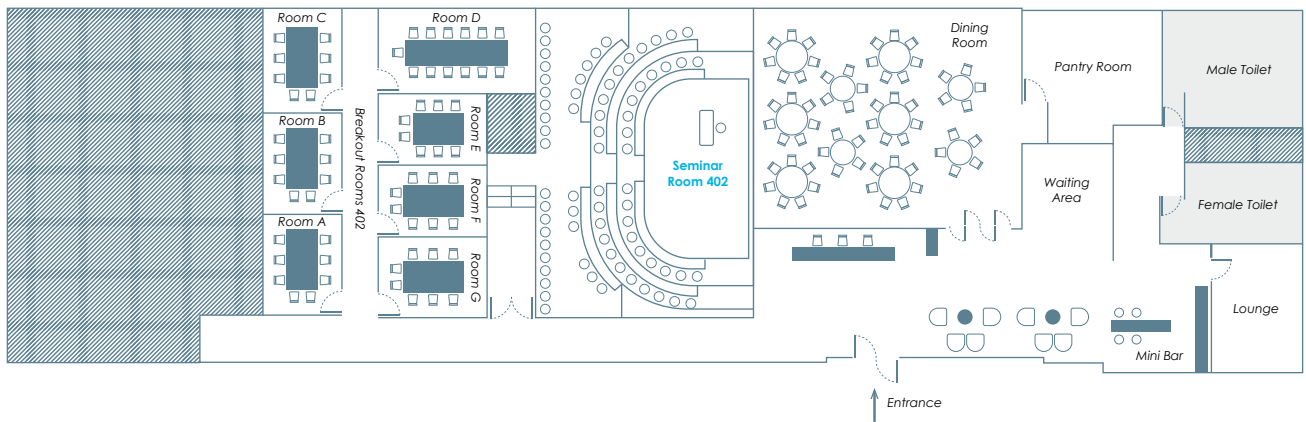 Room C
Room D
Dining
Room
Pantry Room
Male Toilet
Room B
Breakout Rooms 402
Room E
Seminar
Room 402
Waiting
Area
Female Toilet
Room A
Room F
Room G
Lounge
Mini Bar
Entrance